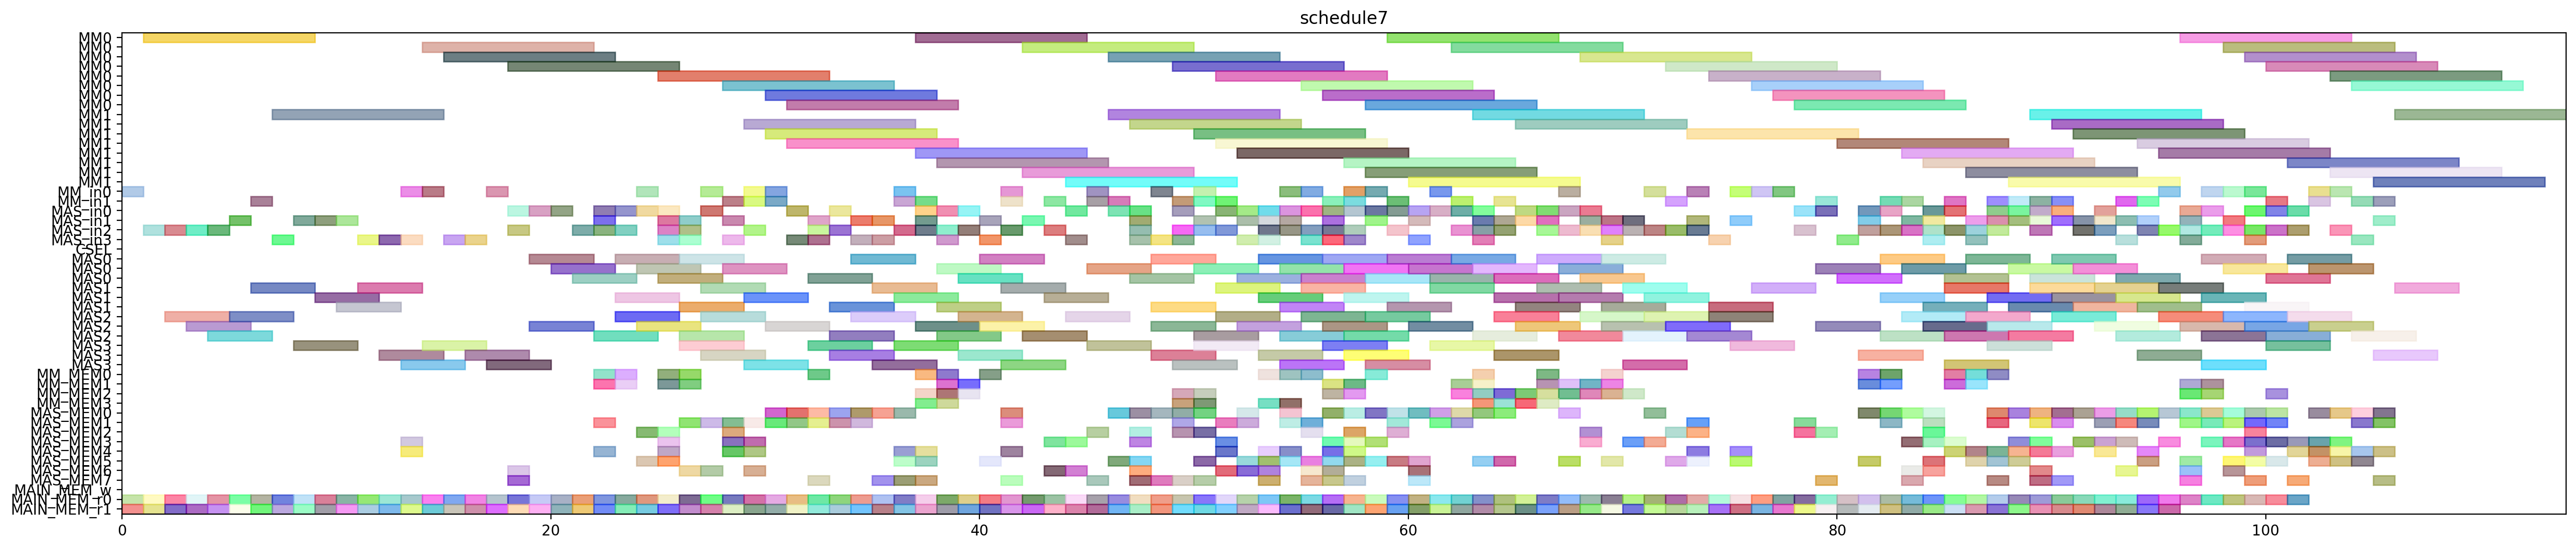 schedule7
MM0
MM0
MM0
MM0
MM0
MM0
MM0
MM0
MM1
MM1
MM1
MM1
MM1
MM1
MM1
MM1
MM_in0
MM_in1
MAS_in0
MAS_in1
MAS_in2
MAS_in3
CSEL
MAS0
MAS0
MAS0
MAS1
MAS1
MAS1
MAS2
MAS2
MAS2
MAS3
MAS3
MAS3
MM_MEM0
MM_MEM1
MM_MEM2
MM_MEM3
MAS_MEM0
MAS_MEM1
MAS_MEM2
MAS_MEM3
MAS_MEM4
MAS_MEM5
MAS_MEM6
MAS_MEM7
MAIN_MEM_w
MAIN_MEM_r0
MAIN_MEM_r1
0 20 40 60 80 100